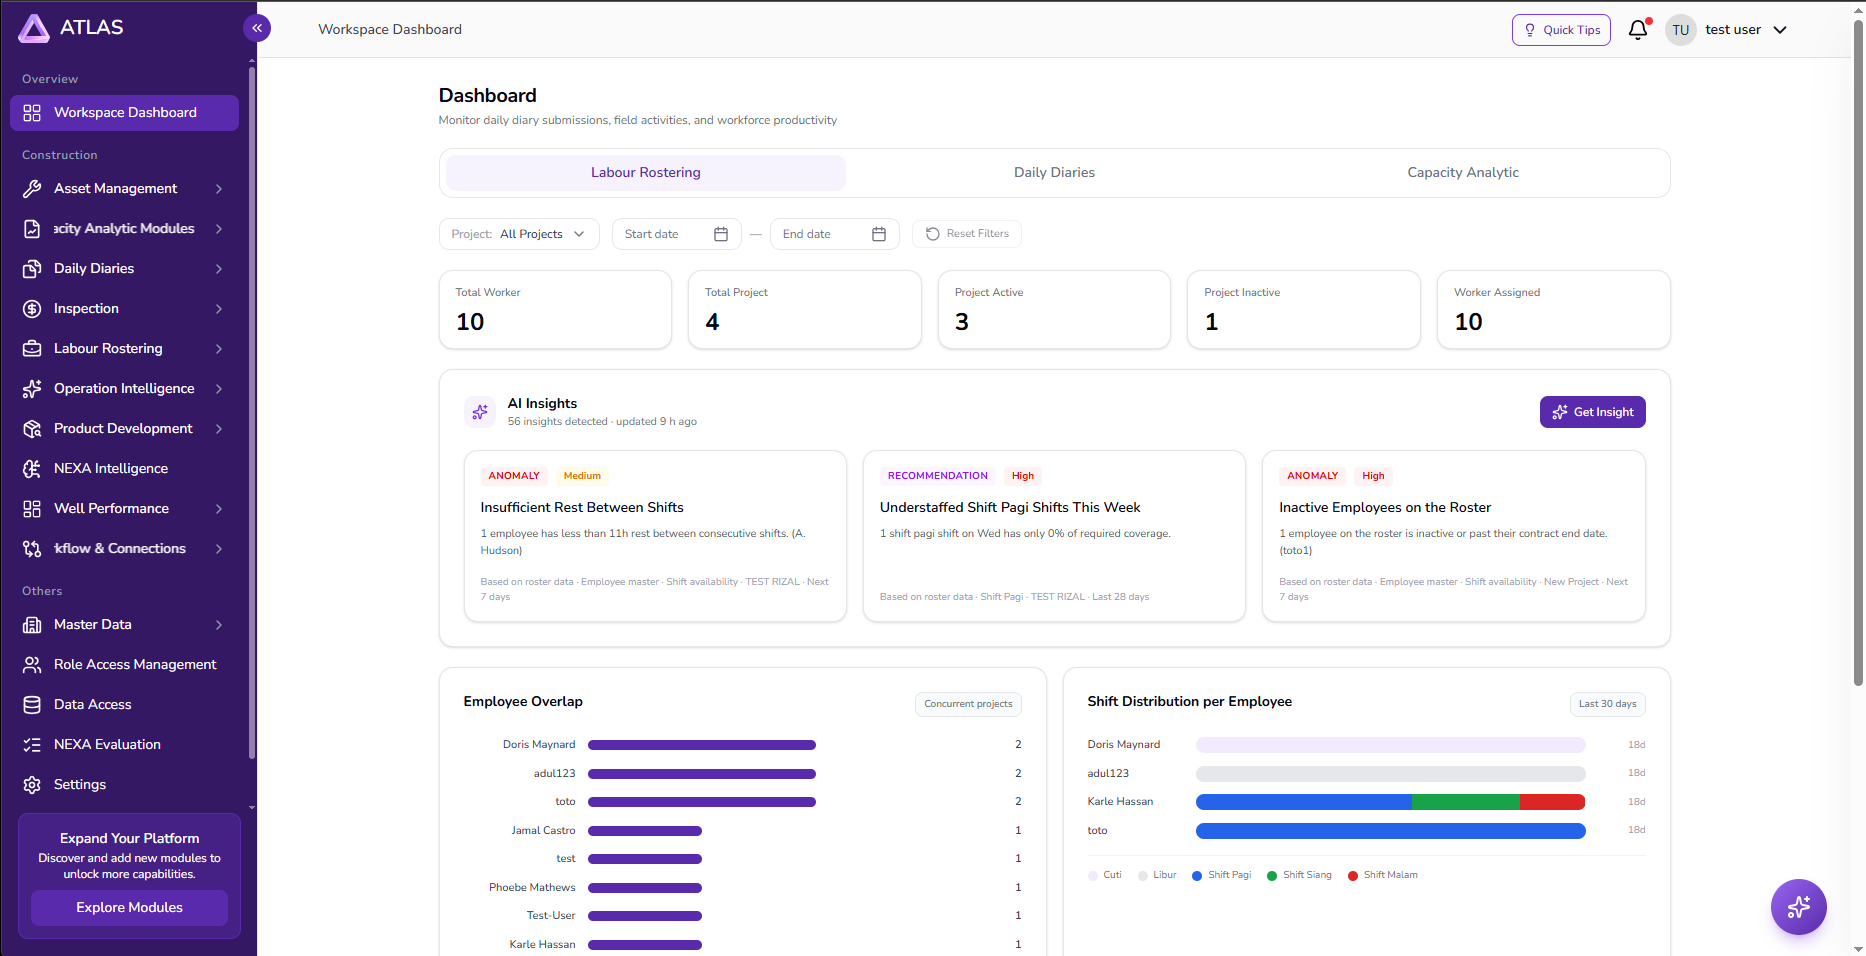 ATLAS
Workspace Dashboard
Quick Tips
TU
test user
Overview
Workspace Dashboard
Construction
Asset Management
acity Analytic Modules
Daily Diaries
Inspection
Labour Rostering
Operation Intelligence
Product Development
NEXA Intelligence
Well Performance
kflow & Connections
Others
Master Data
Role Access Management
Data Access
NEXA Evaluation
Settings
Expand Your Platform
Discover and add new modules to
unlock more capabilities.
Explore Modules
Dashboard
Monitor daily diary submissions, field activities, and workforce productivity
Labour Rostering
Daily Diaries
Capacity Analytic
Project: All Projects
Start date
—
End date
Reset Filters
Total Worker
10
Total Project
4
Project Active
3
Project Inactive
1
Worker Assigned
10
AI Insights
56 insights detected · updated 9 h ago
Get Insight
ANOMALY Medium
Insufficient Rest Between Shifts
1 employee has less than 11h rest between consecutive shifts. (A.
Hudson)
Based on roster data · Employee master · Shift availability · TEST RIZAL · Next
7 days
RECOMMENDATION High
Understaffed Shift Pagi Shifts This Week
1 shift pagi shift on Wed has only 0% of required coverage.
Based on roster data · Shift Pagi · TEST RIZAL · Last 28 days
ANOMALY High
Inactive Employees on the Roster
1 employee on the roster is inactive or past their contract end date.
(toto1)
Based on roster data · Employee master · Shift availability · New Project · Next
7 days
Employee Overlap
Concurrent projects
Doris Maynard 2
adul123 2
toto 2
Jamal Castro 1
test 1
Phoebe Mathews 1
Test-User 1
Karle Hassan 1
Shift Distribution per Employee
Last 30 days
Doris Maynard 18d
adul123 18d
Karle Hassan 18d
toto 18d
Cuti Libur Shift Pagi Shift Siang Shift Malam